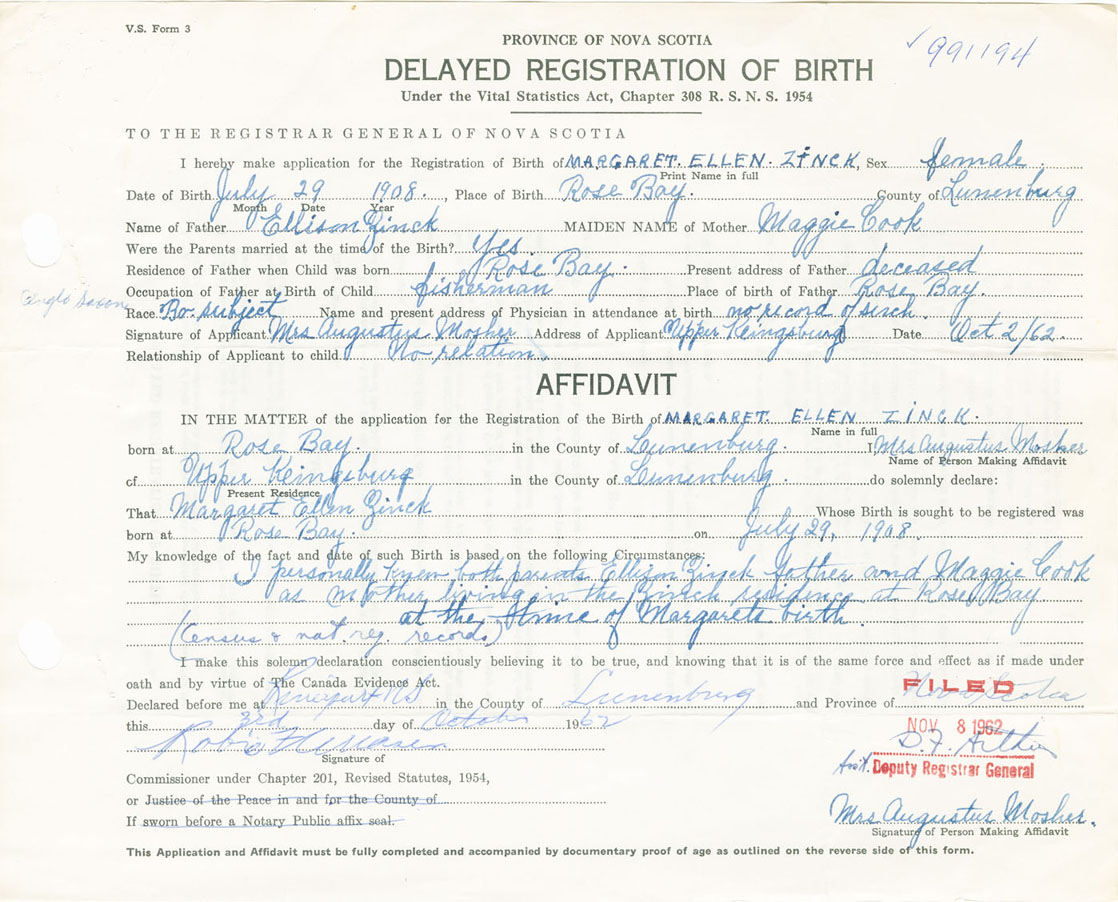 V.S. Form 3
PROVINCE OF NOVA SCOTIA
✓991194
DELAYED REGISTRATION OF BIRTH
Under the Vital Statistics Act, Chapter 308 R. S. N. S. 1954
TO THE REGISTRAR GENERAL OF NOVA SCOTIA
I hereby make application for the Registration of Birth of MARGARET. ELLEN. ZINCK, Sex female.
Print Name in full
Date of Birth July 29 1908., Place of Birth Rose Bay. County of Lunenburg
Month Date Year
Name of Father Ellison Zinck MAIDEN NAME of Mother Maggie Cook
Were the Parents married at the time of the Birth? Yes.
Residence of Father when Child was born Rose Bay. Present address of Father deceased
Occupation of Father at Birth of Child fisherman Place of birth of Father Rose Bay.
Anglo Saxon
Race Br. subject Name and present address of Physician in attendance at birth no record of such.
Signature of Applicant Mrs Augustus Mosher Address of Applicant Upper Keingsburg Date Oct 2/62.
Relationship of Applicant to child No relation.
AFFIDAVIT
IN THE MATTER of the application for the Registration of the Birth of MARGARET. ELLEN ZINCK.
Name in full
born at Rose Bay. in the County of Lunenburg. I Mrs Augustus Mosher
Name of Person Making Affidavit
of Upper Keingsburg in the County of Lunenburg. do solemnly declare:
Present Residence
That Margaret Ellen Zinck Whose Birth is sought to be registered was
born at Rose Bay. on July 29, 1908.
My knowledge of the fact and date of such Birth is based on the following Circumstances:
I personally knew both parents Ellison Zinck father and Maggie Cook
as mother living in the Zinck residence at Rose Bay
at the time of Margarets birth.
(Census & nat. reg. records)
I make this solemn declaration conscientiously believing it to be true, and knowing that it is of the same force and effect as if made under
oath and by virtue of The Canada Evidence Act.
Declared before me at Riverport NS in the County of Lunenburg and Province of Nova Scotia
FILED
this 3rd day of October 1962
NOV 8 1962
Signature of
Asst. Deputy Registrar General
Commissioner under Chapter 201, Revised Statutes, 1954,
or Justice of the Peace in and for the County of
If sworn before a Notary Public affix seal.
Mrs Augustus Mosher.
Signature of Person Making Affidavit
This Application and Affidavit must be fully completed and accompanied by documentary proof of age as outlined on the reverse side of this form.